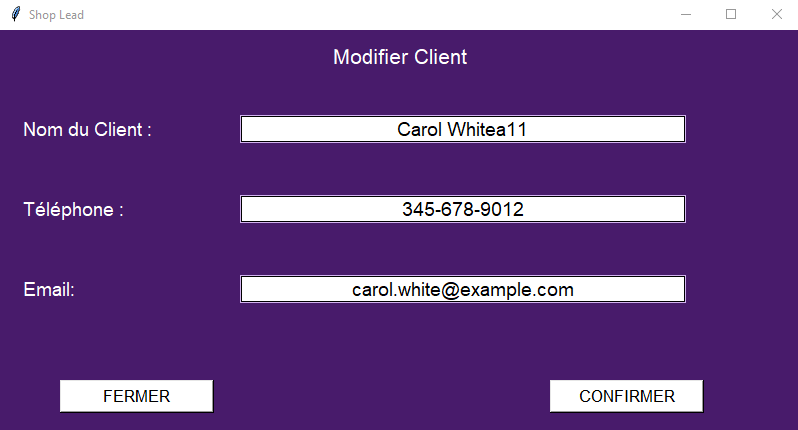 Shop Lead
Modifier Client
Nom du Client : Carol Whitea11
Téléphone : 345-678-9012
Email: carol.white@example.com
FERMER CONFIRMER